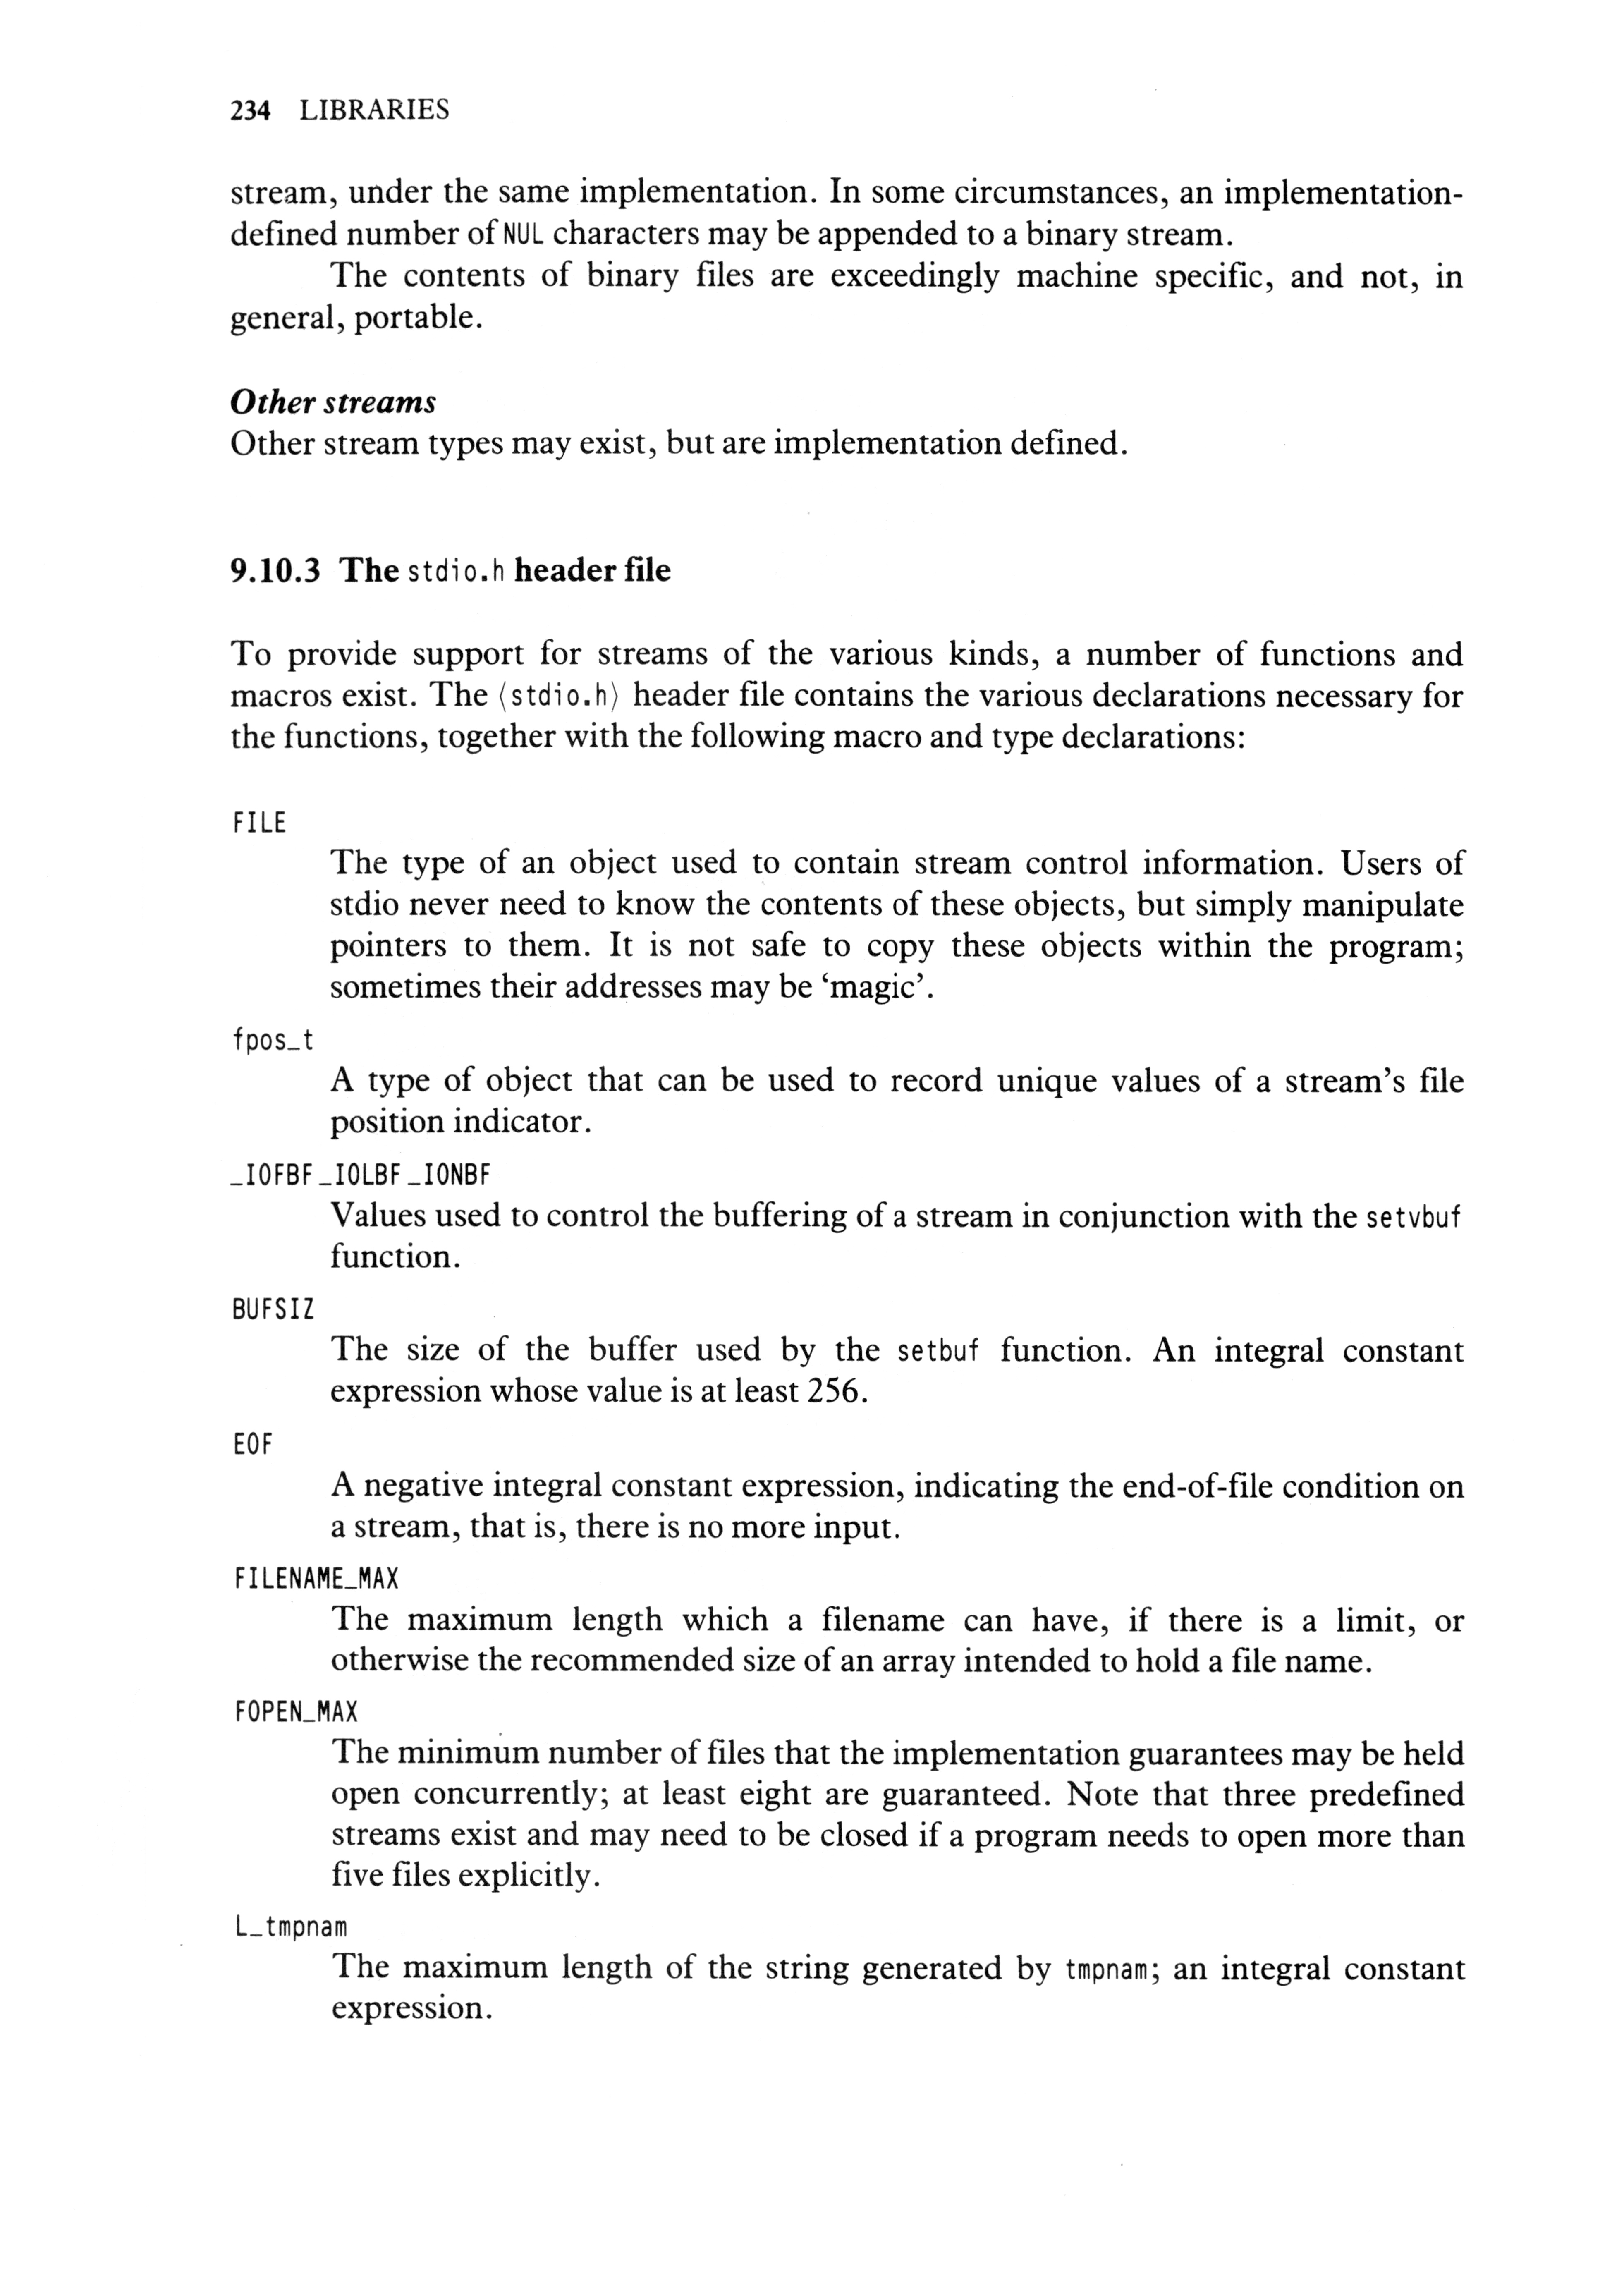 234 LIBRARIES
stream, under the same implementation. In some circumstances, an implementation-
defined number of NUL characters may be appended to a binary stream.
The contents of binary files are exceedingly machine specific, and not, in
general, portable.
Other streams
Other stream types may exist, but are implementation defined.
9.10.3 The stdio.h header file
To provide support for streams of the various kinds, a number of functions and
macros exist. The ⟨stdio.h⟩ header file contains the various declarations necessary for
the functions, together with the following macro and type declarations:
FILE
The type of an object used to contain stream control information. Users of
stdio never need to know the contents of these objects, but simply manipulate
pointers to them. It is not safe to copy these objects within the program;
sometimes their addresses may be ‘magic’.
fpos_t
A type of object that can be used to record unique values of a stream’s file
position indicator.
_IOFBF _IOLBF _IONBF
Values used to control the buffering of a stream in conjunction with the setvbuf
function.
BUFSIZ
The size of the buffer used by the setbuf function. An integral constant
expression whose value is at least 256.
EOF
A negative integral constant expression, indicating the end-of-file condition on
a stream, that is, there is no more input.
FILENAME_MAX
The maximum length which a filename can have, if there is a limit, or
otherwise the recommended size of an array intended to hold a file name.
FOPEN_MAX
The minimum number of files that the implementation guarantees may be held
open concurrently; at least eight are guaranteed. Note that three predefined
streams exist and may need to be closed if a program needs to open more than
five files explicitly.
L_tmpnam
The maximum length of the string generated by tmpnam; an integral constant
expression.